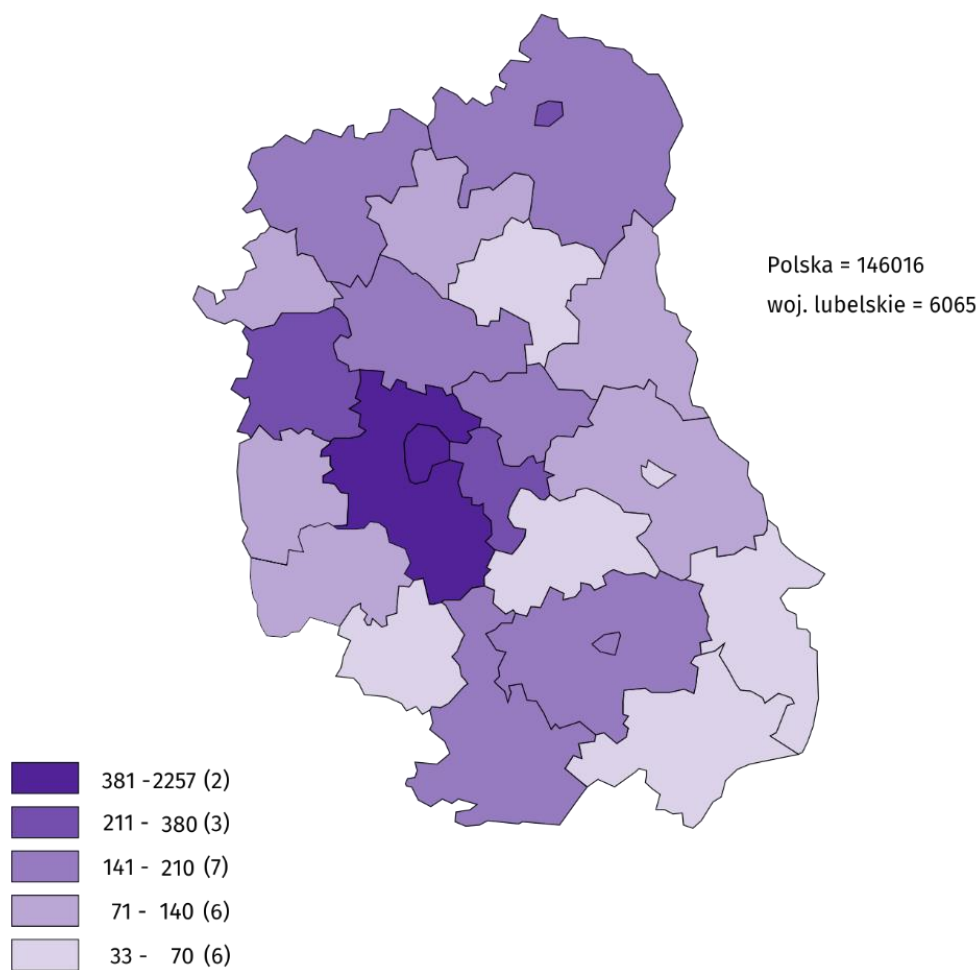 Polska = 146016
woj. lubelskie = 6065
381 - 2257 (2)
211 - 380 (3)
141 - 210 (7)
71 - 140 (6)
33 - 70 (6)